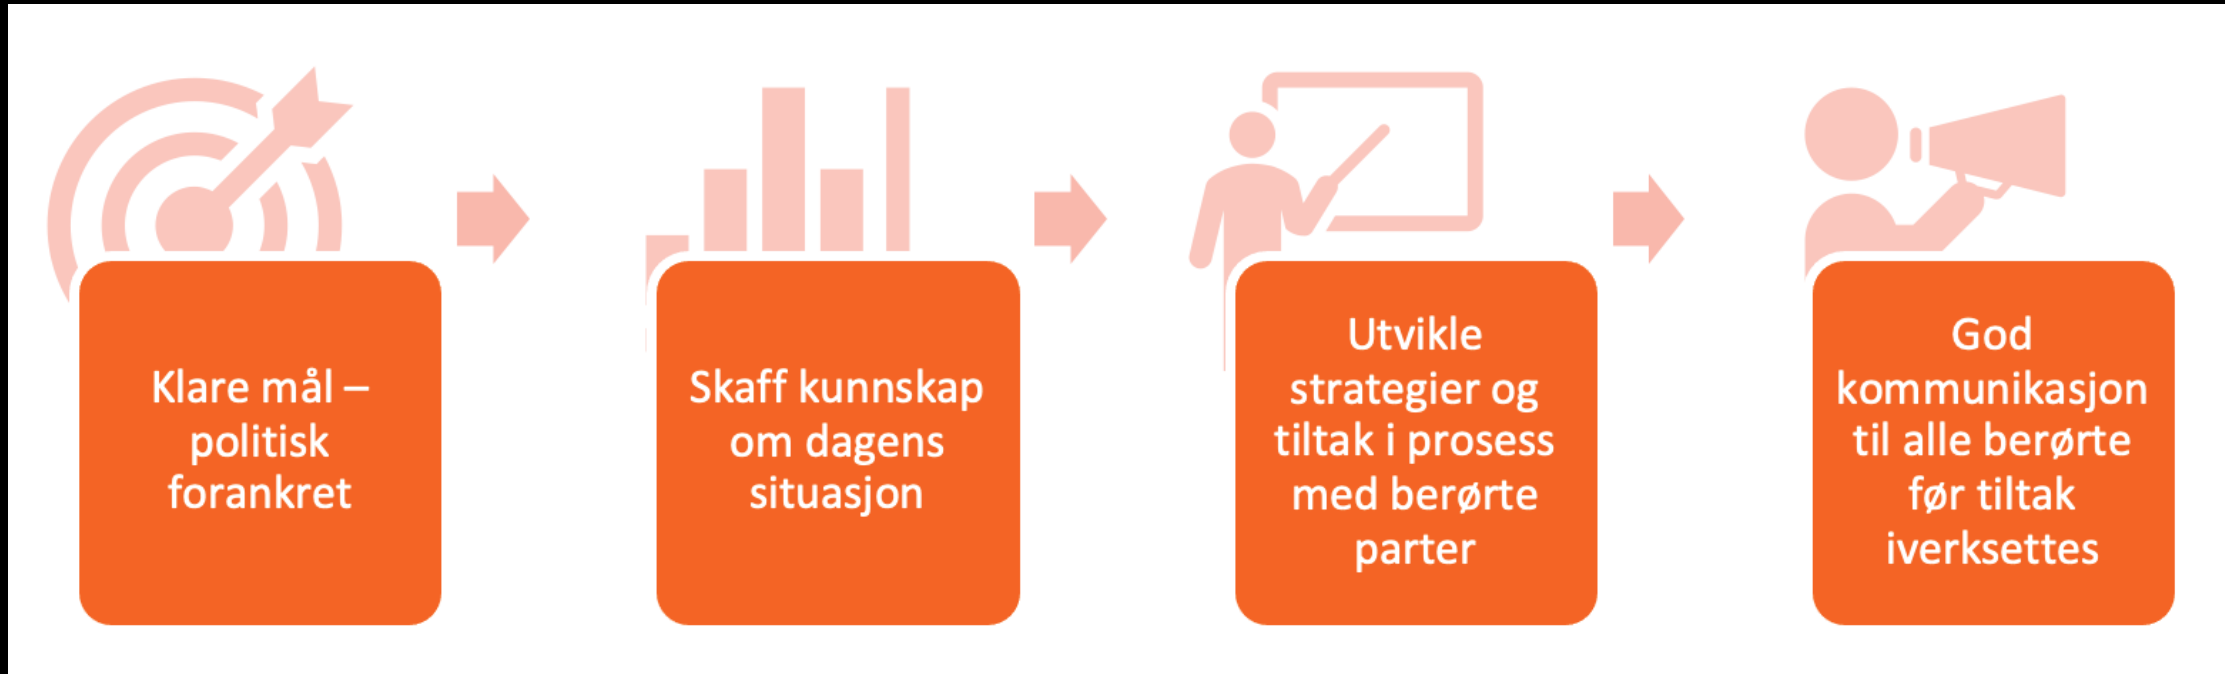 Klare mål –
politisk
forankret
Skaff kunnskap
om dagens
situasjon
Utvikle
strategier og
tiltak i prosess
med berørte
parter
God
kommunikasjon
til alle berørte
før tiltak
iverksettes